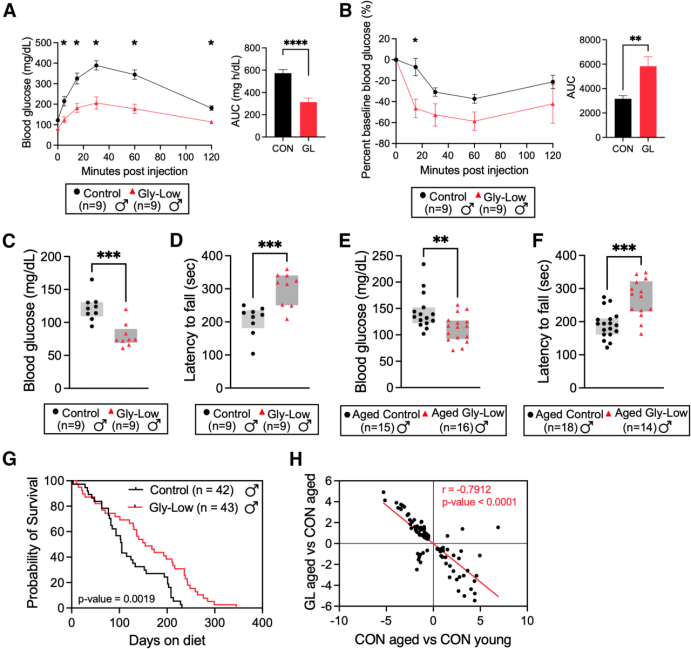 A
B
Blood glucose (mg/dL)
500
400
300
200
100
0
* * * * *
0 20 40 60 80 100 120
Minutes post injection
Control (n=9) ♂
Gly-Low (n=9) ♂
AUC (mg h/dL)
800
600
400
200
0
****
CON GL
Percent baseline blood glucose (%)
20
0
-20
-40
-60
-80
*
0 20 40 60 80 100 120
Minutes post injection
Control (n=9) ♂
Gly-Low (n=9) ♂
AUC
8000
6000
4000
2000
0
**
CON GL
C
D
E
F
Blood glucose (mg/dL)
200
150
100
50
0
***
Control (n=9) ♂
Gly-Low (n=9) ♂
Latency to fall (sec)
400
300
200
100
0
***
Control (n=9) ♂
Gly-Low (n=9) ♂
Blood glucose (mg/dL)
250
200
150
100
50
0
**
Aged Control (n=15) ♂
Aged Gly-Low (n=16) ♂
Latency to fall (sec)
400
300
200
100
0
***
Aged Control (n=18) ♂
Aged Gly-Low (n=14) ♂
G
H
Probability of Survival
100
80
60
40
20
0
Control (n = 42) ♂
Gly-Low (n = 43) ♂
p-value = 0.0019
0 100 200 300 400
Days on diet
GL aged vs CON aged
6
4
2
0
-2
-4
-6
r = -0.7912
p-value < 0.0001
-10 -5 0 5 10
CON aged vs CON young